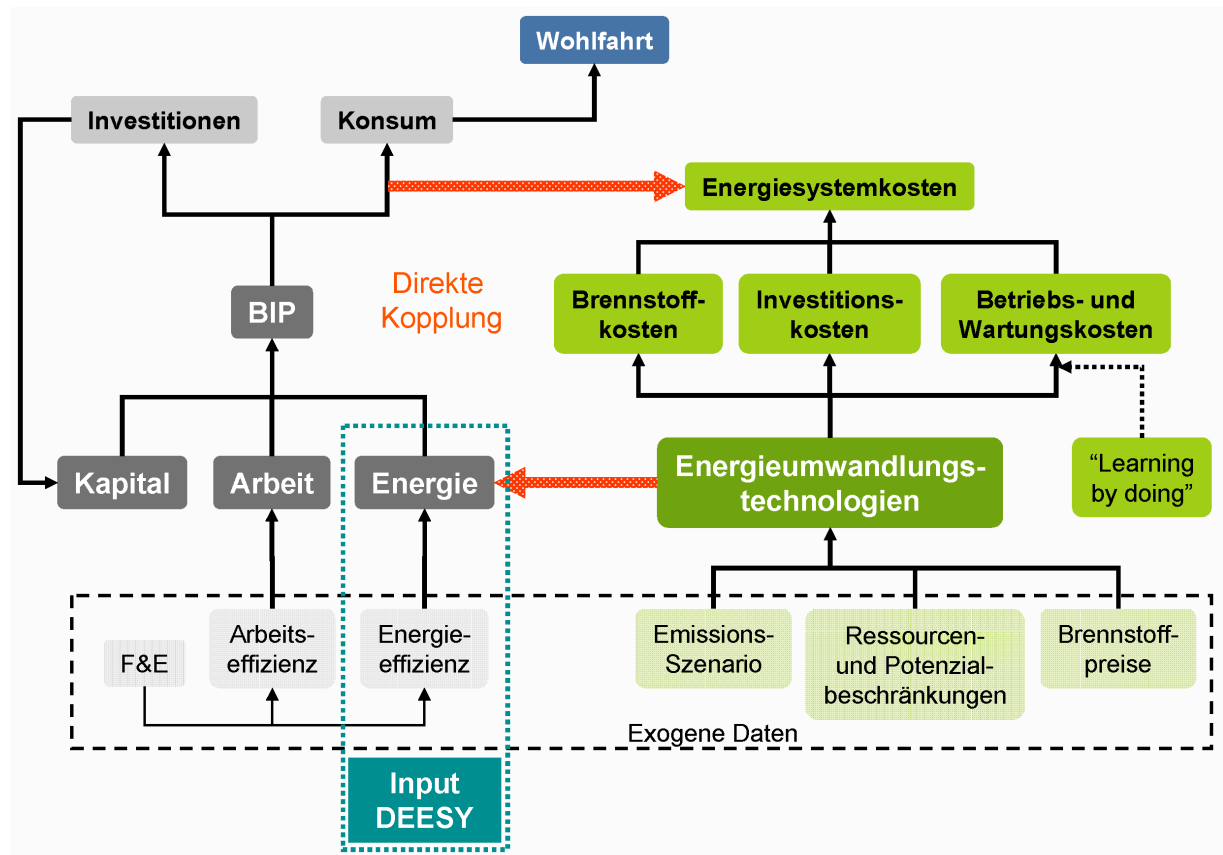 Wohlfahrt
Investitionen
Konsum
Energiesystemkosten
Direkte
Kopplung
BIP
Brennstoff-
kosten
Investitions-
kosten
Betriebs- und
Wartungskosten
Kapital
Arbeit
Energie
Energieumwandlungs-
technologien
“Learning
by doing”
F&E
Arbeits-
effizienz
Energie-
effizienz
Emissions-
Szenario
Ressourcen-
und Potenzial-
beschränkungen
Brennstoff-
preise
Exogene Daten
Input
DEESY